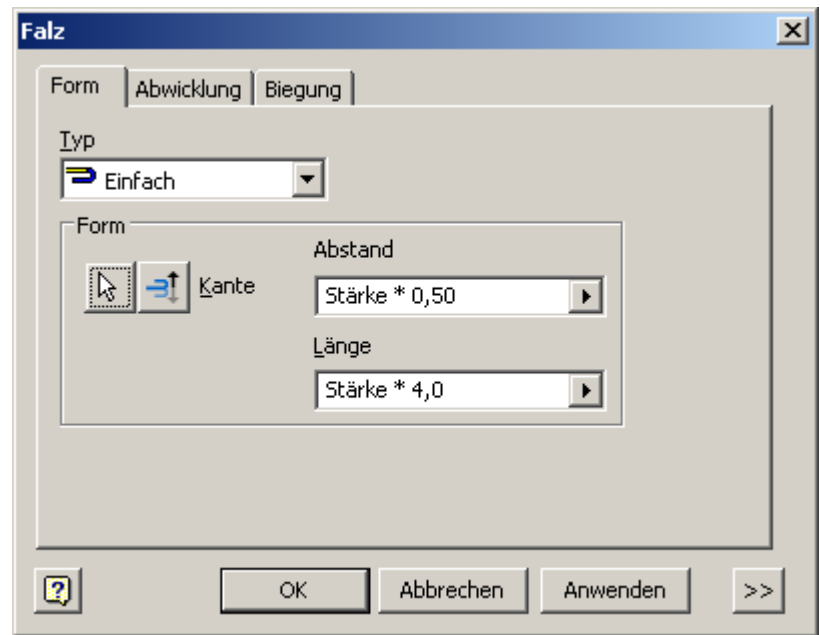 Falz
Form Abwicklung Biegung
Typ
Einfach
Form
Abstand
Kante
Stärke * 0,50
Länge
Stärke * 4,0
OK Abbrechen Anwenden >>